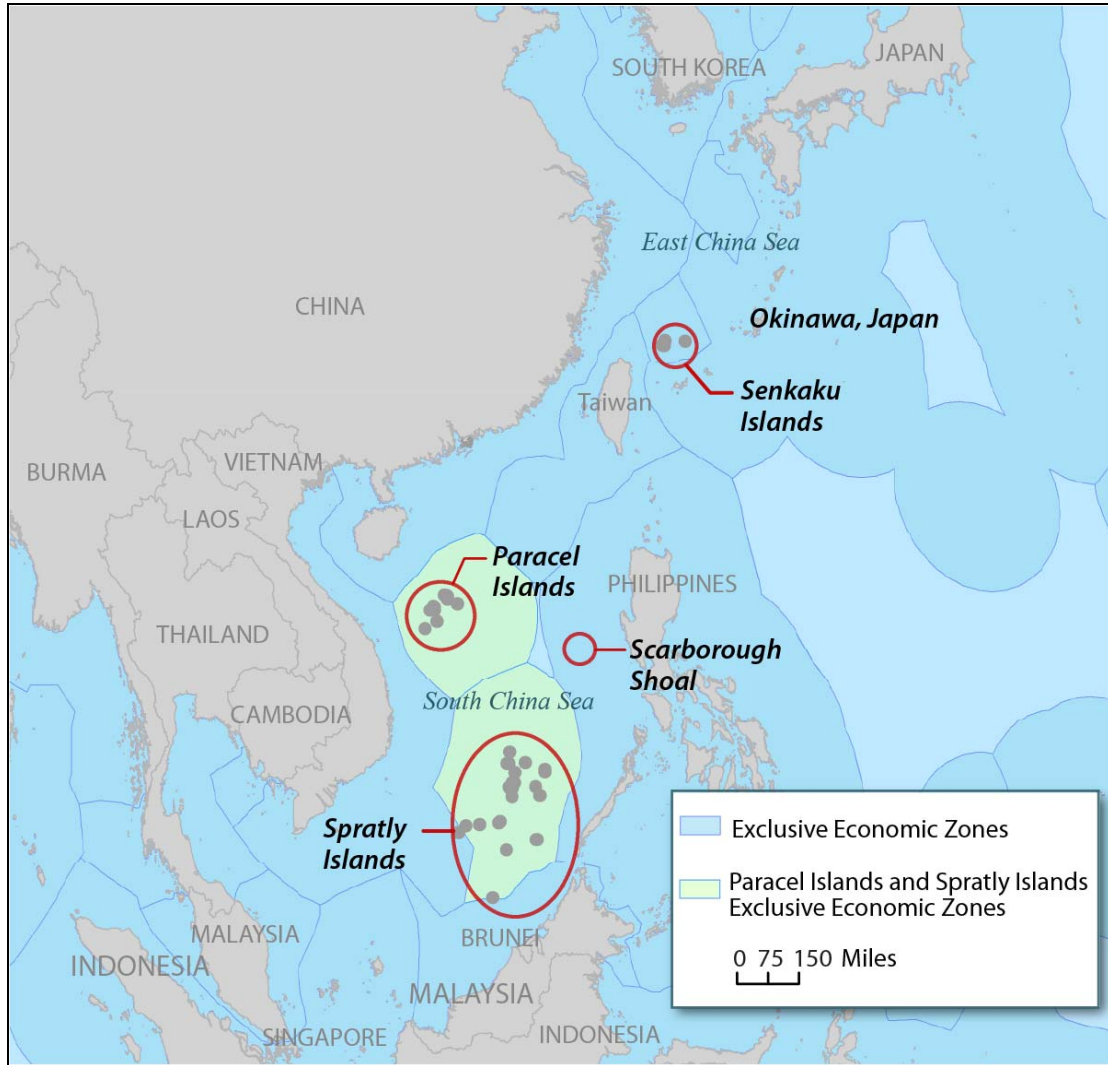 SOUTH KOREA
JAPAN
East China Sea
CHINA
Okinawa, Japan
Senkaku
Islands
Taiwan
BURMA
VIETNAM
LAOS
Paracel
Islands
PHILIPPINES
THAILAND
Scarborough
Shoal
South China Sea
CAMBODIA
Spratly
Islands
Exclusive Economic Zones
Paracel Islands and Spratly Islands
Exclusive Economic Zones
0 75 150 Miles
MALAYSIA
BRUNEI
INDONESIA
MALAYSIA
SINGAPORE
INDONESIA